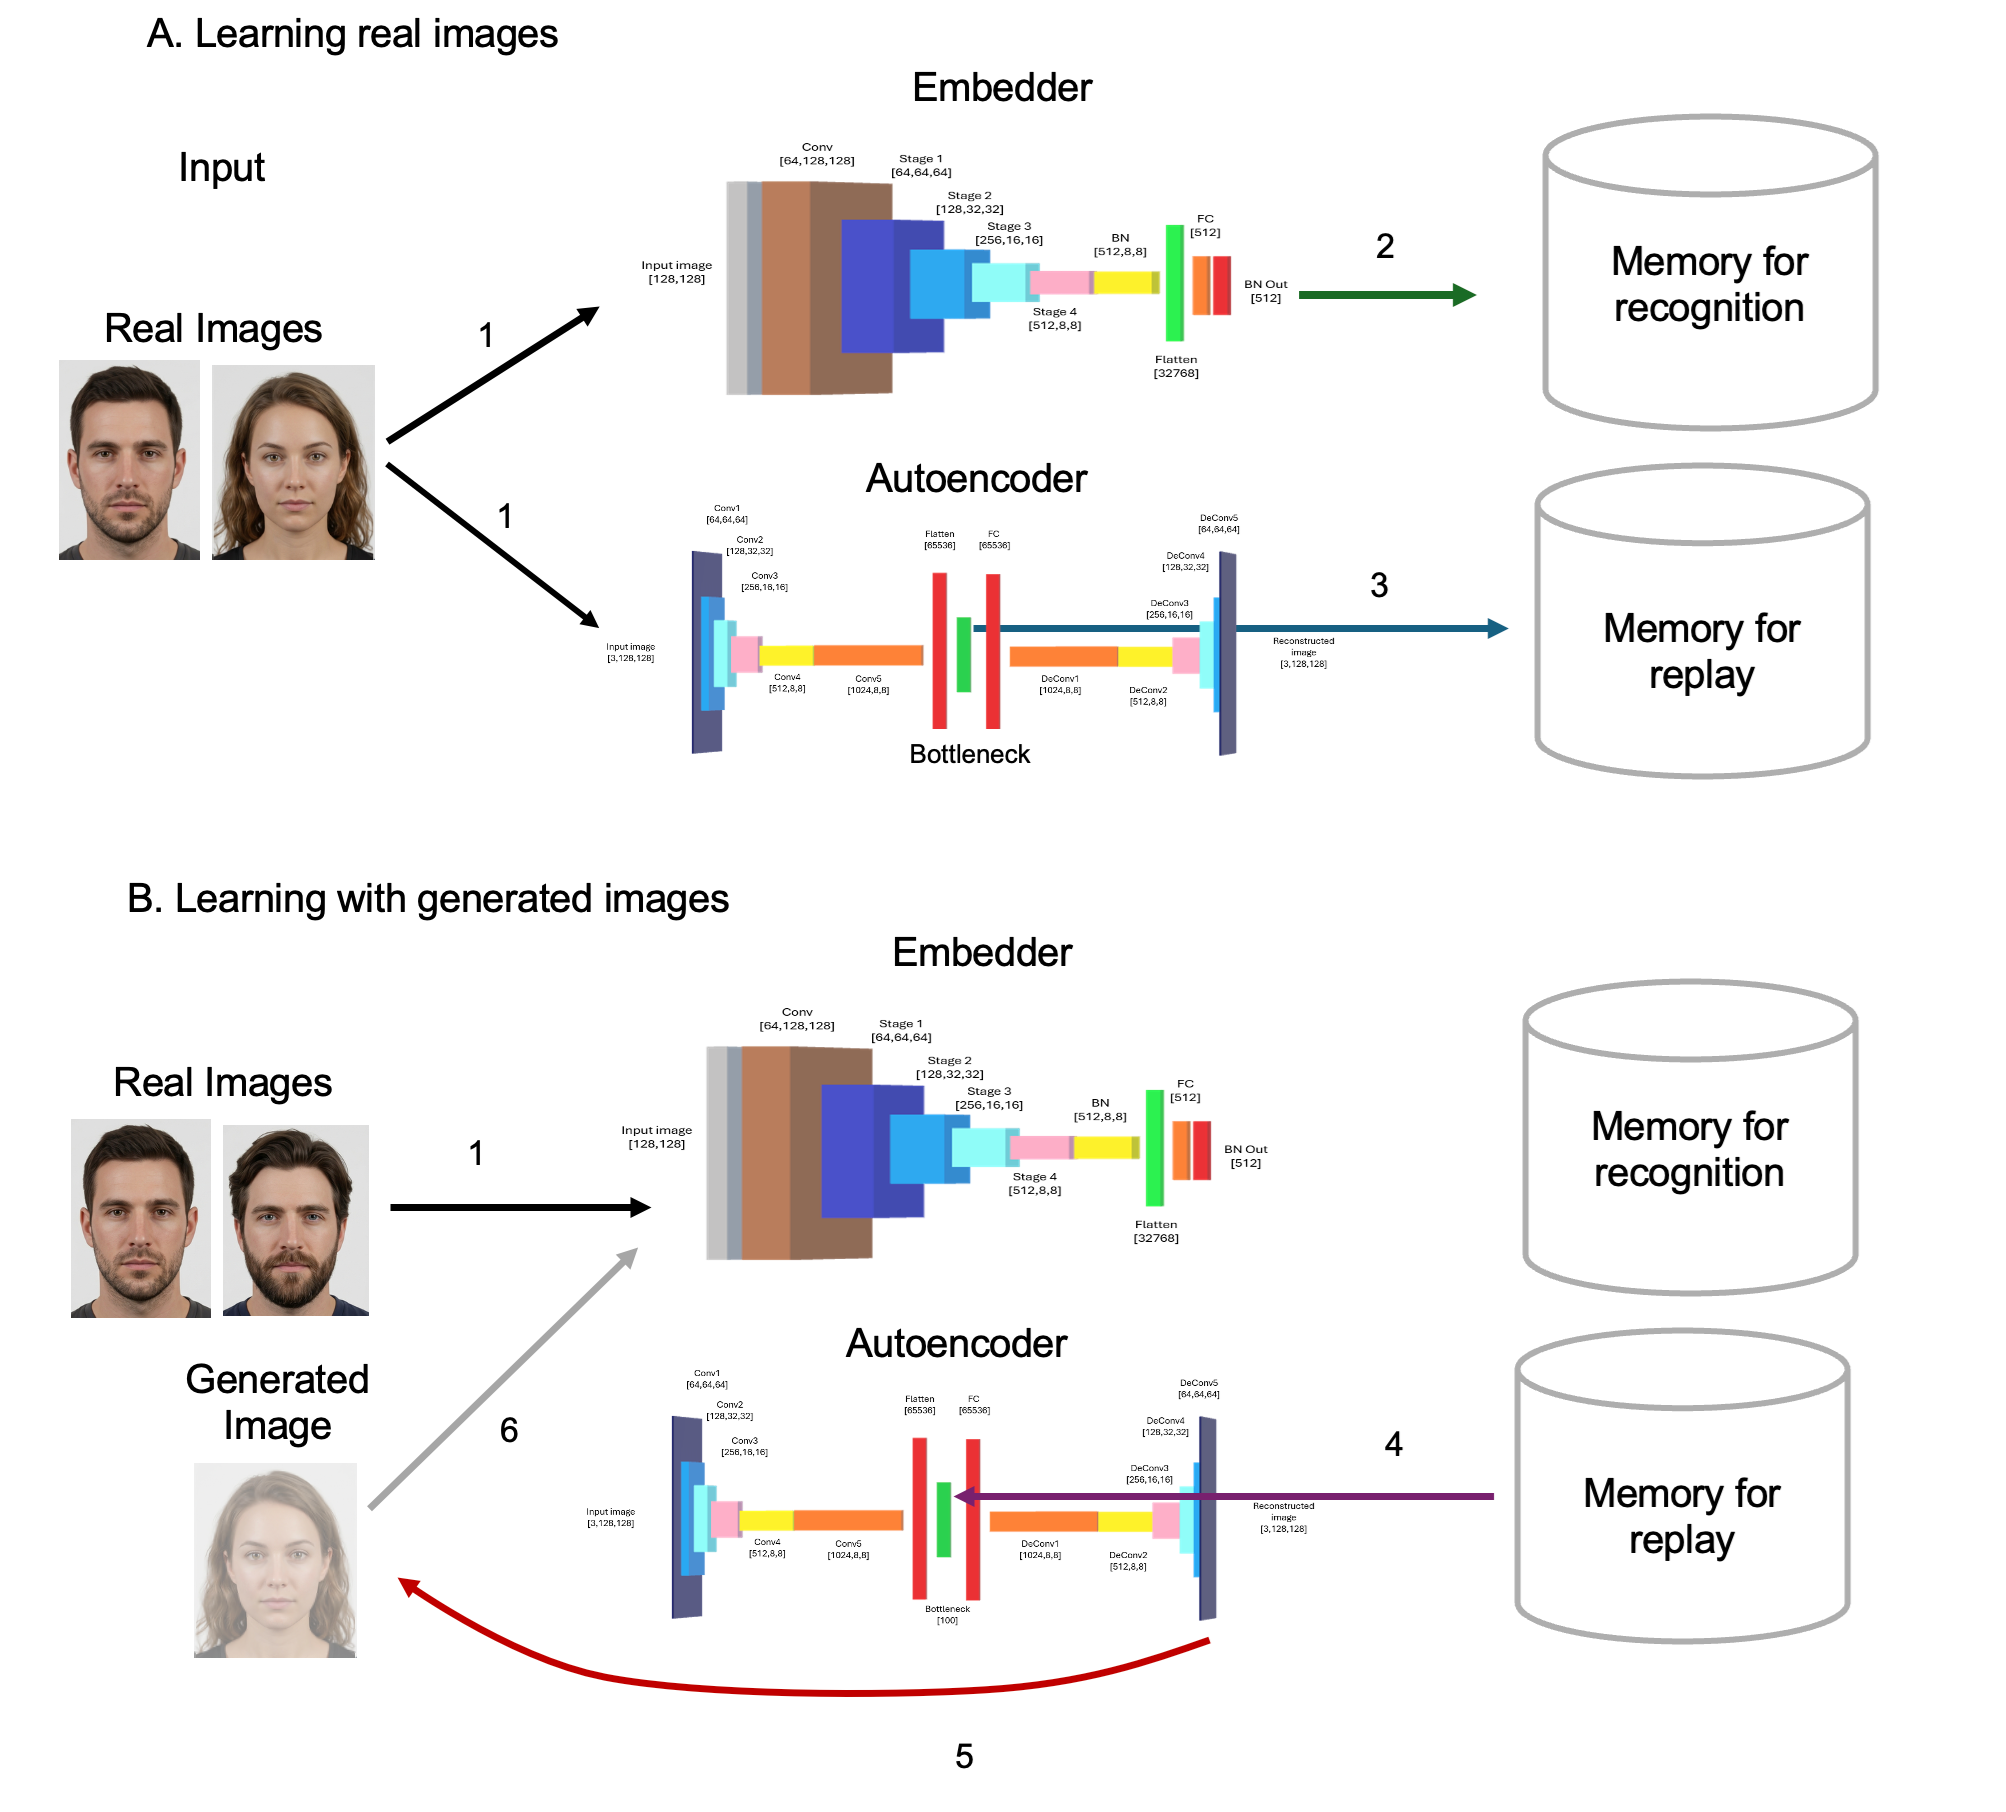 A. Learning real images
Embedder
Input
Conv
[64,128,128]
Stage 1
[64,64,64]
Stage 2
[128,32,32]
Stage 3
[256,16,16]
Input image
[128,128]
Stage 4
[512,8,8]
BN
[512,8,8]
FC
[512]
BN Out
[512]
Flatten
[32768]
2
Memory for
recognition
Real Images
1
1
Autoencoder
Conv1
[64,64,64]
Conv2
[128,32,32]
Conv3
[256,16,16]
Input image
[3,128,128]
Conv4
[512,8,8]
Conv5
[1024,8,8]
Flatten
[65536]
FC
[65536]
Bottleneck
DeConv1
[1024,8,8]
DeConv2
[512,8,8]
DeConv3
[256,16,16]
DeConv4
[128,32,32]
DeConv5
[64,64,64]
Reconstructed
image
[3,128,128]
3
Memory for
replay
B. Learning with generated images
Embedder
Conv
[64,128,128]
Stage 1
[64,64,64]
Stage 2
[128,32,32]
Stage 3
[256,16,16]
Input image
[128,128]
Stage 4
[512,8,8]
BN
[512,8,8]
FC
[512]
BN Out
[512]
Flatten
[32768]
Memory for
recognition
Real Images
1
Generated
Image
6
Autoencoder
Conv1
[64,64,64]
Conv2
[128,32,32]
Conv3
[256,16,16]
Input image
[3,128,128]
Conv4
[512,8,8]
Conv5
[1024,8,8]
Flatten
[65536]
FC
[65536]
Bottleneck
[100]
DeConv1
[1024,8,8]
DeConv2
[512,8,8]
DeConv3
[256,16,16]
DeConv4
[128,32,32]
DeConv5
[64,64,64]
Reconstructed
image
[3,128,128]
4
Memory for
replay
5